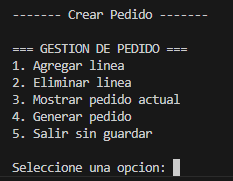 ------- Crear Pedido -------
=== GESTION DE PEDIDO ===
1. Agregar linea
2. Eliminar linea
3. Mostrar pedido actual
4. Generar pedido
5. Salir sin guardar
Seleccione una opcion: